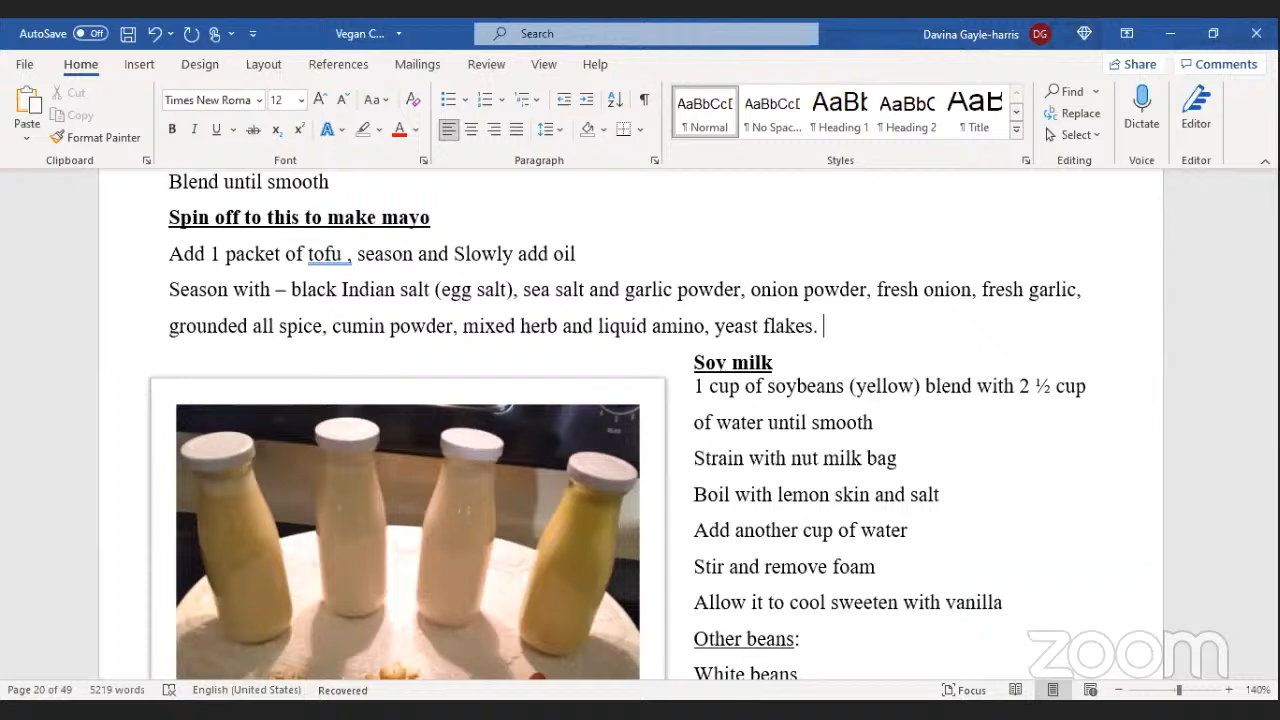 AutoSave Off Vegan C... Search Davina Gayle-harris DG
File Home Insert Design Layout References Mailings Review View Help Share Comments
Paste Cut Copy Format Painter
Times New Roma 12 Aa A
B I U ab x₂ x² A A
AaBbCcI AaBbCcI AaBb AaBbC AaB
¶ Normal ¶ No Spac... ¶ Heading 1 ¶ Heading 2 ¶ Title
Find Replace Select Dictate Editor
Clipboard Font Paragraph Styles Editing Voice Editor
Blend until smooth
Spin off to this to make mayo
Add 1 packet of tofu , season and Slowly add oil
Season with – black Indian salt (egg salt), sea salt and garlic powder, onion powder, fresh onion, fresh garlic,
grounded all spice, cumin powder, mixed herb and liquid amino, yeast flakes.
Soy milk
1 cup of soybeans (yellow) blend with 2 ½ cup
of water until smooth
Strain with nut milk bag
Boil with lemon skin and salt
Add another cup of water
Stir and remove foam
Allow it to cool sweeten with vanilla
Other beans:
White beans
zoom
Page 20 of 49 5219 words English (United States) Recovered Focus 140%